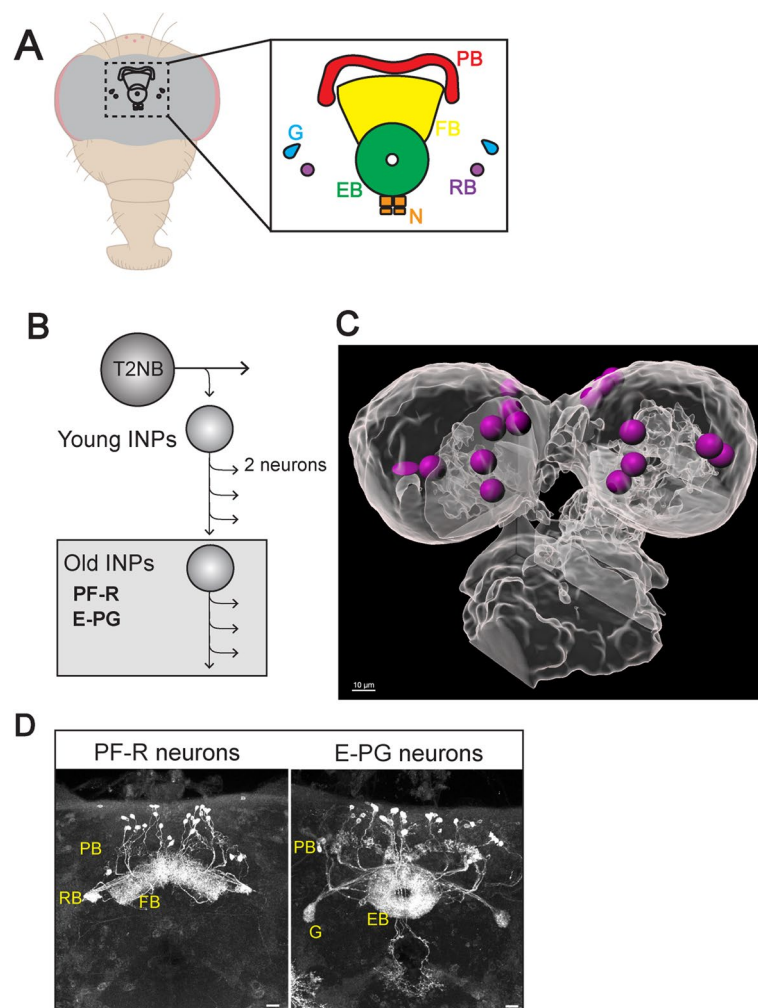 A
PB
G
FB
EB
RB
N
B
T2NB
Young INPs
2 neurons
Old INPs
PF-R
E-PG
C
10 µm
D
PF-R neurons
E-PG neurons
PB
RB
FB
PB
EB
G